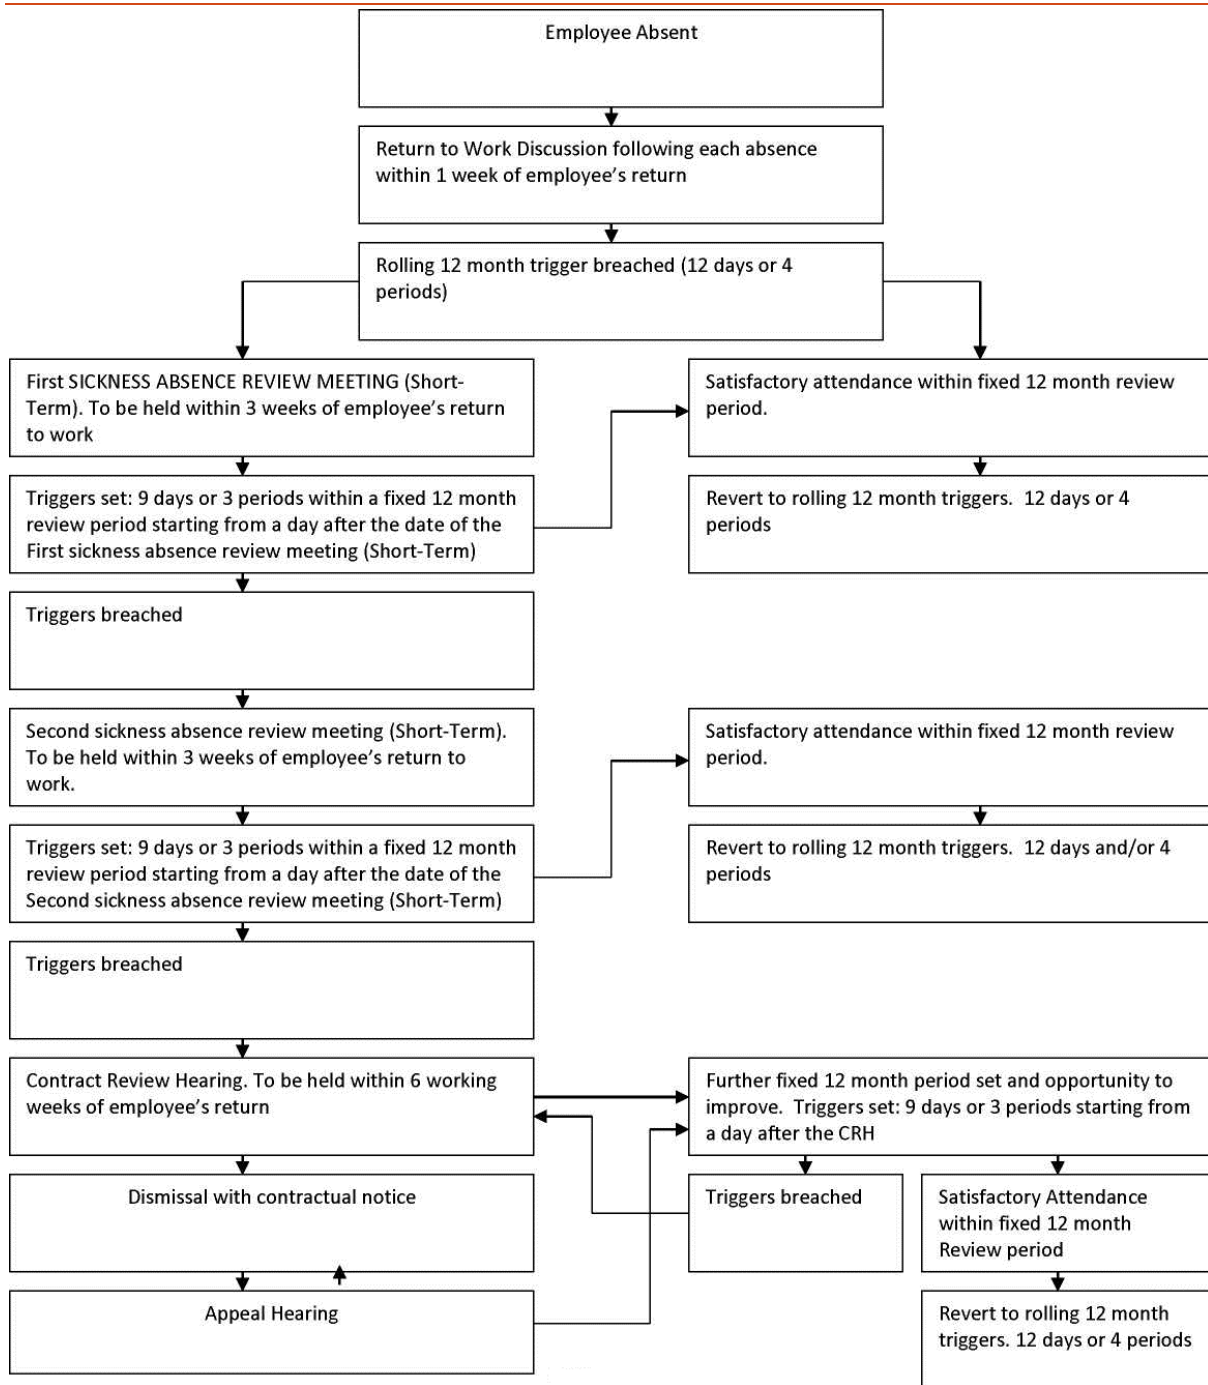 Employee Absent
Return to Work Discussion following each absence
within 1 week of employee’s return
Rolling 12 month trigger breached (12 days or 4
periods)
First SICKNESS ABSENCE REVIEW MEETING (Short-
Term). To be held within 3 weeks of employee’s return
to work
Satisfactory attendance within fixed 12 month review
period.
Triggers set: 9 days or 3 periods within a fixed 12 month
review period starting from a day after the date of the
First sickness absence review meeting (Short-Term)
Revert to rolling 12 month triggers.  12 days or 4
periods
Triggers breached
Second sickness absence review meeting (Short-Term).
To be held within 3 weeks of employee’s return to
work.
Satisfactory attendance within fixed 12 month review
period.
Triggers set: 9 days or 3 periods within a fixed 12 month
review period starting from a day after the date of the
Second sickness absence review meeting (Short-Term)
Revert to rolling 12 month triggers.  12 days and/or 4
periods
Triggers breached
Contract Review Hearing. To be held within 6 working
weeks of employee’s return
Further fixed 12 month period set and opportunity to
improve.  Triggers set: 9 days or 3 periods starting from
a day after the CRH
Dismissal with contractual notice
Triggers breached
Satisfactory Attendance
within fixed 12 month
Review period
Appeal Hearing
Revert to rolling 12 month
triggers. 12 days or 4 periods